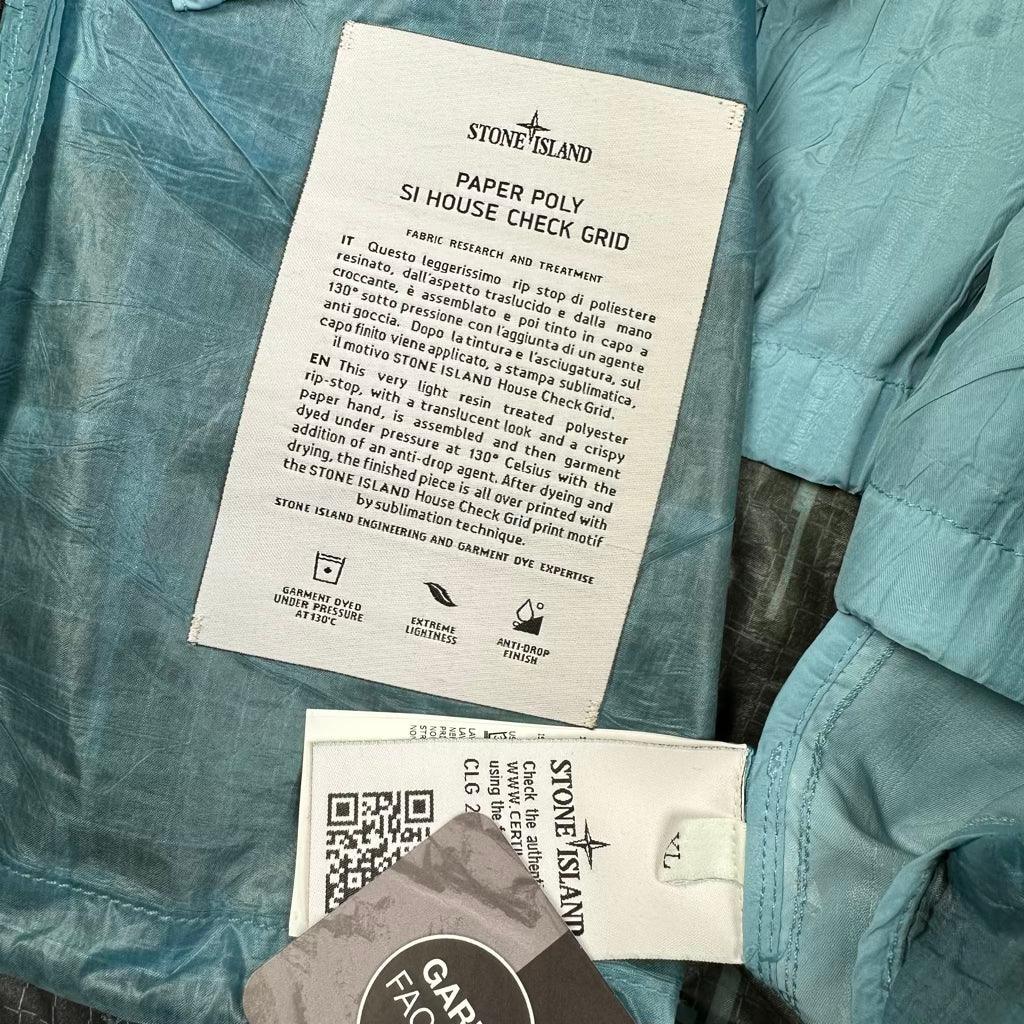 STONE ISLAND
PAPER POLY
SI HOUSE CHECK GRID
FABRIC RESEARCH AND TREATMENT
IT Questo leggerissimo rip stop di poliestere
resinato, dall'aspetto traslucido e dalla mano
croccante, è assemblato e poi tinto in capo a
130° sotto pressione con l'aggiunta di un agente
anti goccia. Dopo la tintura e l'asciugatura, sul
capo finito viene applicato, a stampa sublimatica,
il motivo STONE ISLAND House Check Grid.
EN This very light resin treated polyester
rip-stop, with a translucent look and a crispy
paper hand, is assembled and then garment
dyed under pressure at 130° Celsius with the
addition of an anti-drop agent. After dyeing and
drying, the finished piece is all over printed with
the STONE ISLAND House Check Grid print motif
by sublimation technique.
STONE ISLAND ENGINEERING AND GARMENT DYE EXPERTISE
GARMENT DYED
UNDER PRESSURE
AT 130°C
EXTREME
LIGHTNESS
ANTI-DROP
FINISH
STONE ISLAND
Check the
WWW.
using the
CLG 2
XL